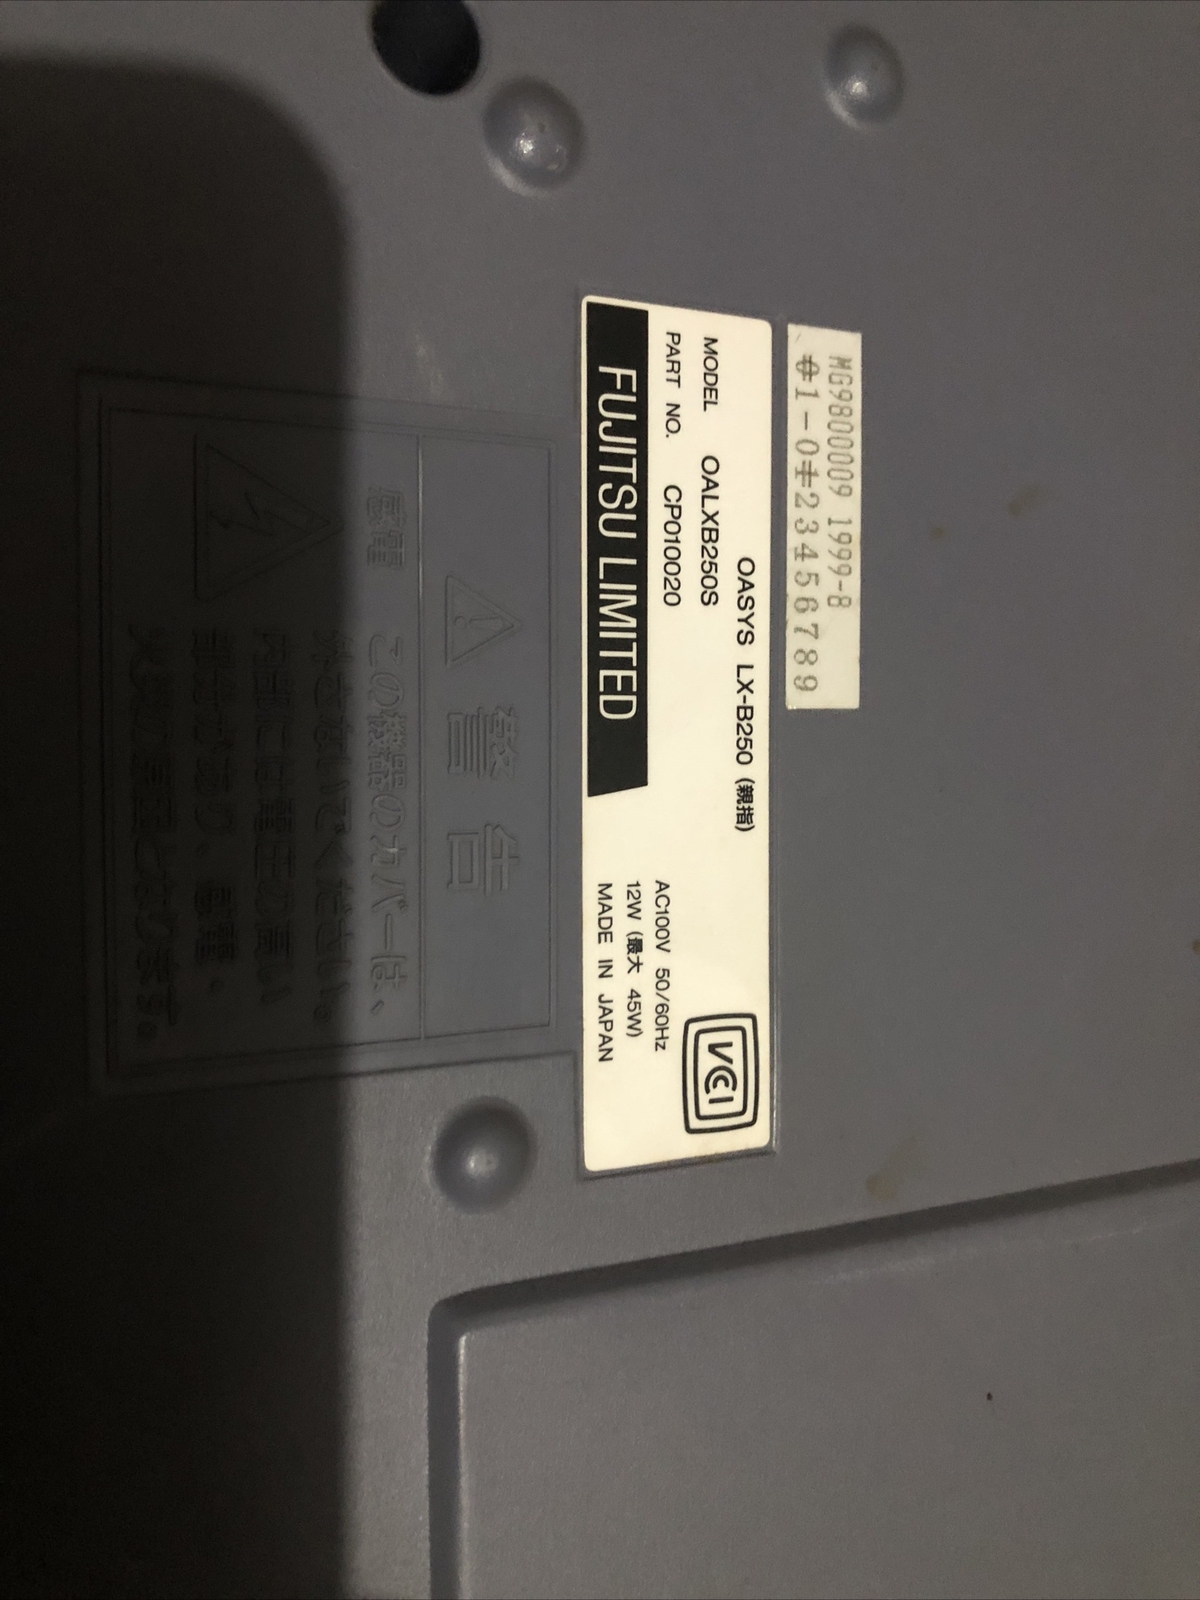 MG9800009 1999-8
01-0123456789
OASYS LX-B250 (親指)
MODEL OALXB250S
PART NO. CP010020
FUJITSU LIMITED
VCCI
AC100V 50/60Hz
12W (最大 45W)
MADE IN JAPAN
警告
感電
この機器のカバーは、
外さないでください。
内部には電圧の高い
部分があり、感電・
火災の原因となります。